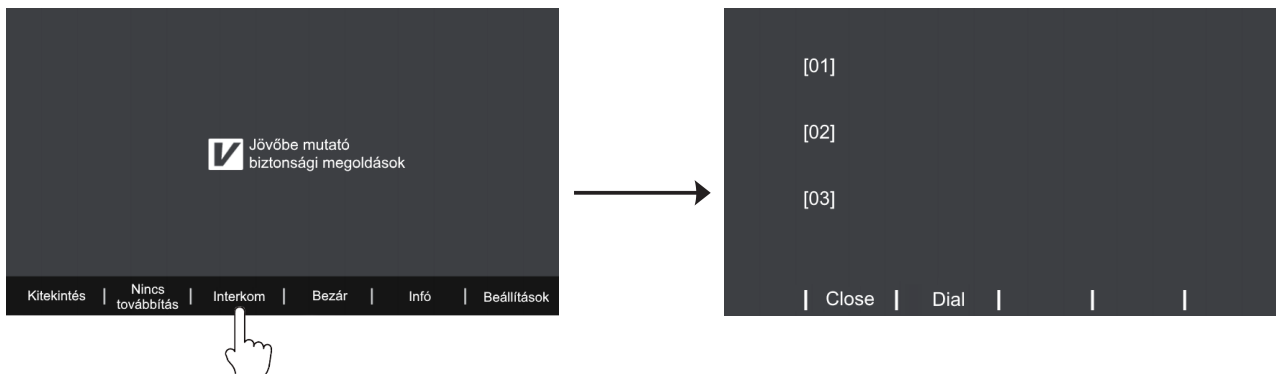 Jövőbe mutató
biztonsági megoldások
Kitekintés | Nincs továbbítás | Interkom | Bezár | Infó | Beállítások
[01]
[02]
[03]
| Close | Dial | | |